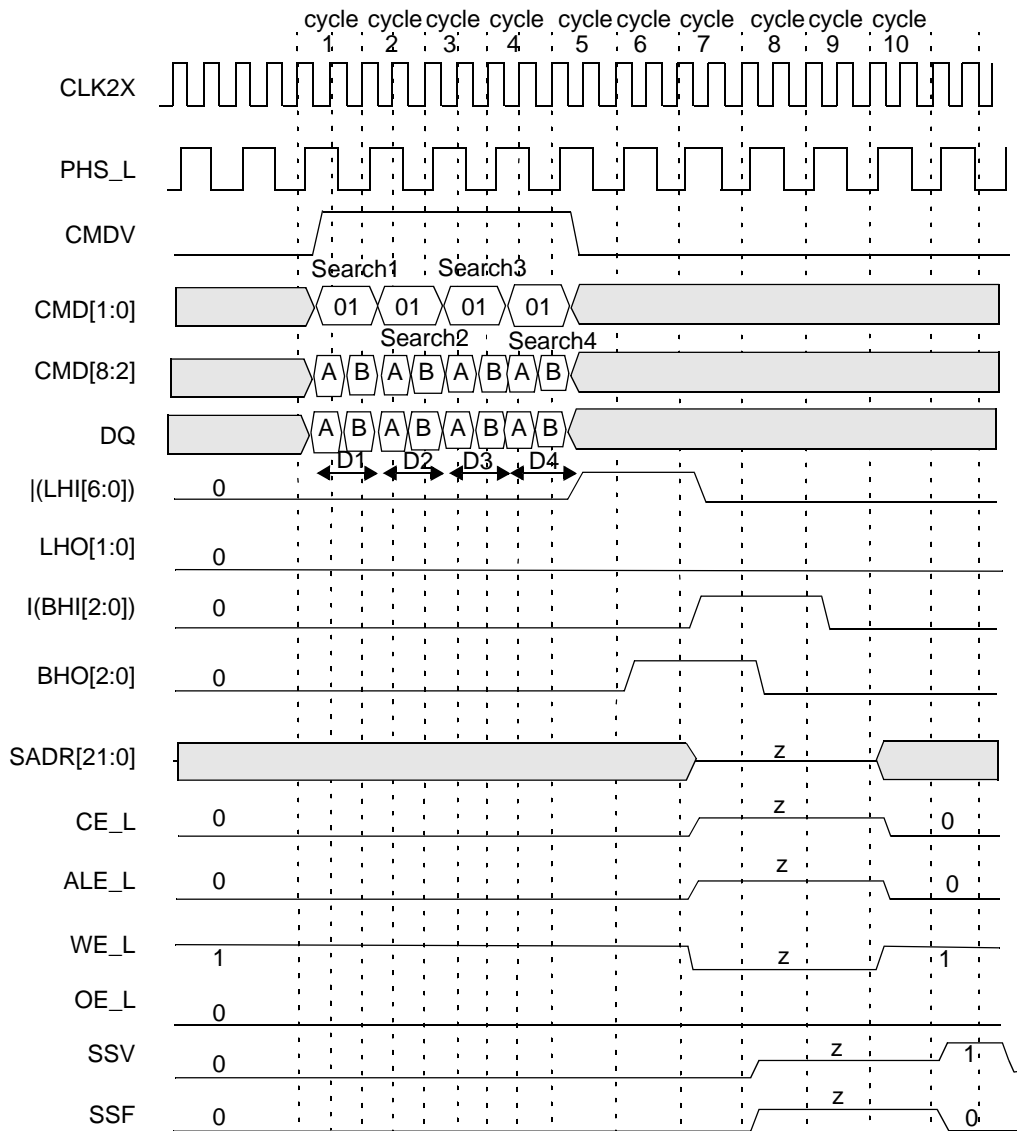 cycle cycle cycle cycle cycle cycle cycle cycle cycle cycle
1 2 3 4 5 6 7 8 9 10
CLK2X
PHS_L
CMDV
Search1 Search3
CMD[1:0] 01 01 01 01
Search2 Search4
CMD[8:2] A B A B A B A B
DQ A B A B A B A B
D1 D2 D3 D4
|(LHI[6:0]) 0
LHO[1:0] 0
I(BHI[2:0]) 0
BHO[2:0] 0
SADR[21:0] z
CE_L 0 z 0
ALE_L 0 z 0
WE_L 1 z 1
OE_L 0
SSV 0 z 1
SSF 0 z 0